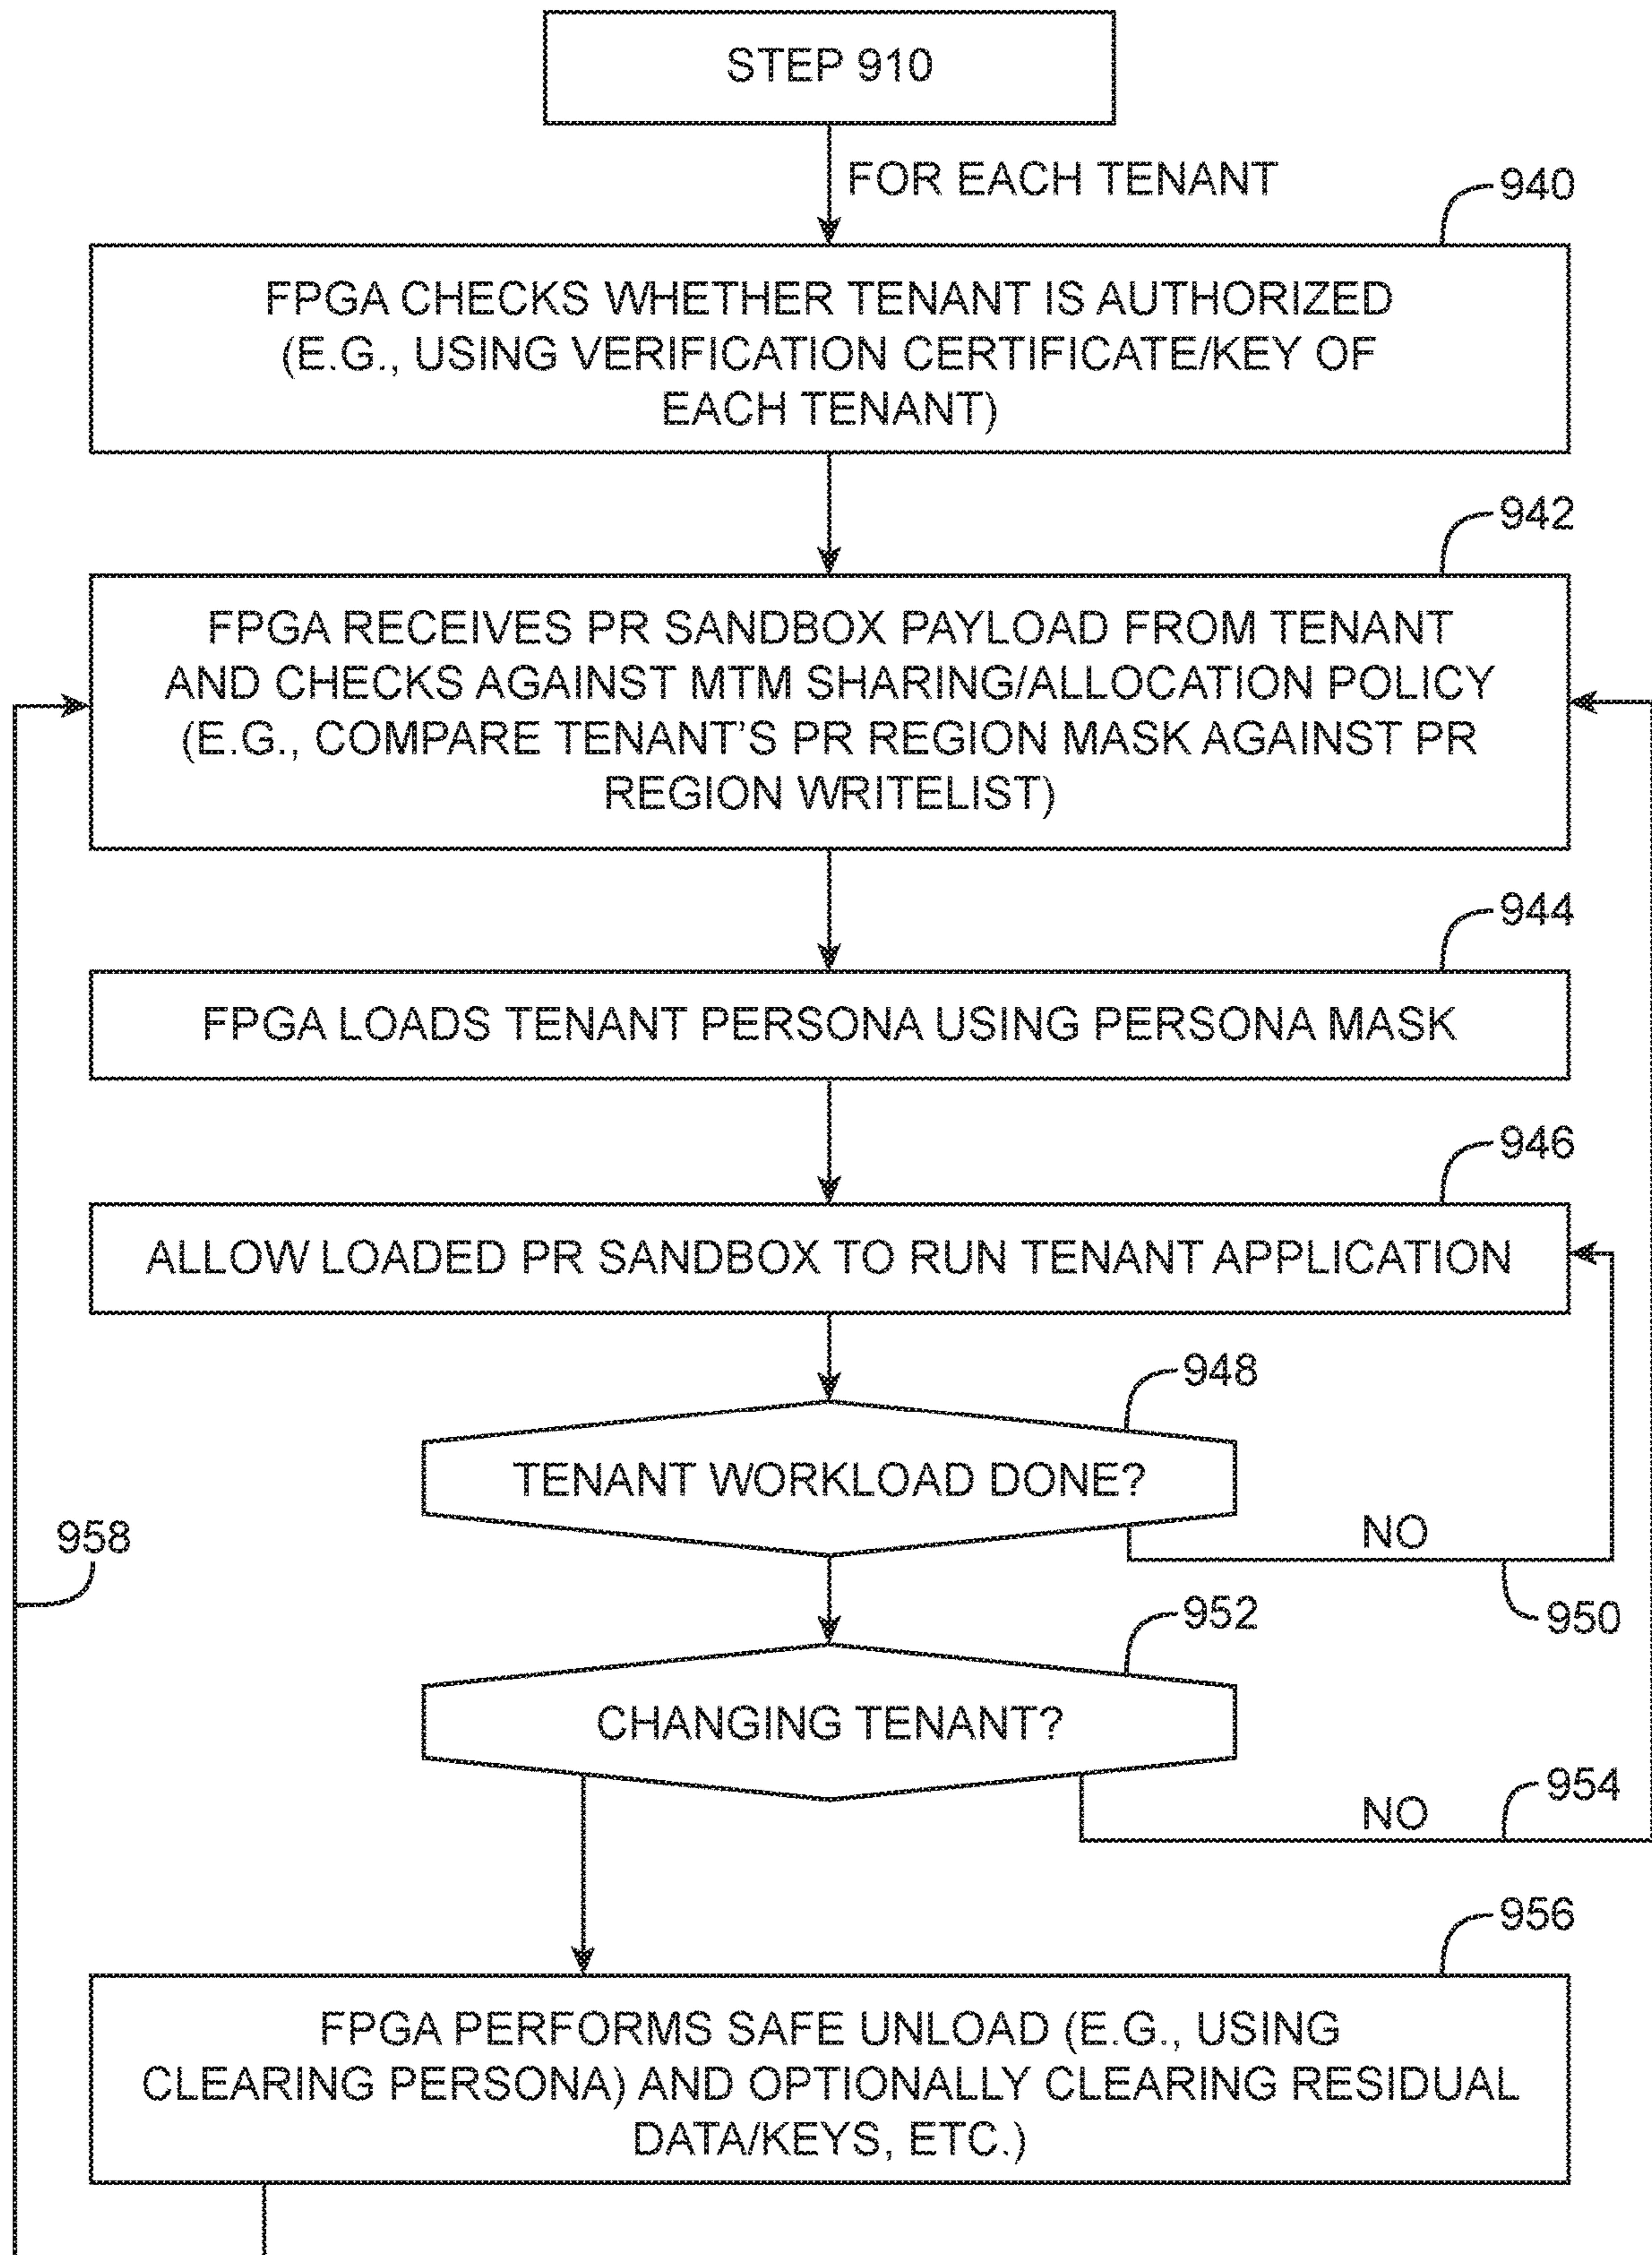 STEP 910
FOR EACH TENANT
940
FPGA CHECKS WHETHER TENANT IS AUTHORIZED
(E.G., USING VERIFICATION CERTIFICATE/KEY OF
EACH TENANT)
942
FPGA RECEIVES PR SANDBOX PAYLOAD FROM TENANT
AND CHECKS AGAINST MTM SHARING/ALLOCATION POLICY
(E.G., COMPARE TENANT'S PR REGION MASK AGAINST PR
REGION WRITELIST)
944
FPGA LOADS TENANT PERSONA USING PERSONA MASK
946
ALLOW LOADED PR SANDBOX TO RUN TENANT APPLICATION
948
TENANT WORKLOAD DONE?
NO
958
950
952
CHANGING TENANT?
954
NO
956
FPGA PERFORMS SAFE UNLOAD (E.G., USING
CLEARING PERSONA) AND OPTIONALLY CLEARING RESIDUAL
DATA/KEYS, ETC.)